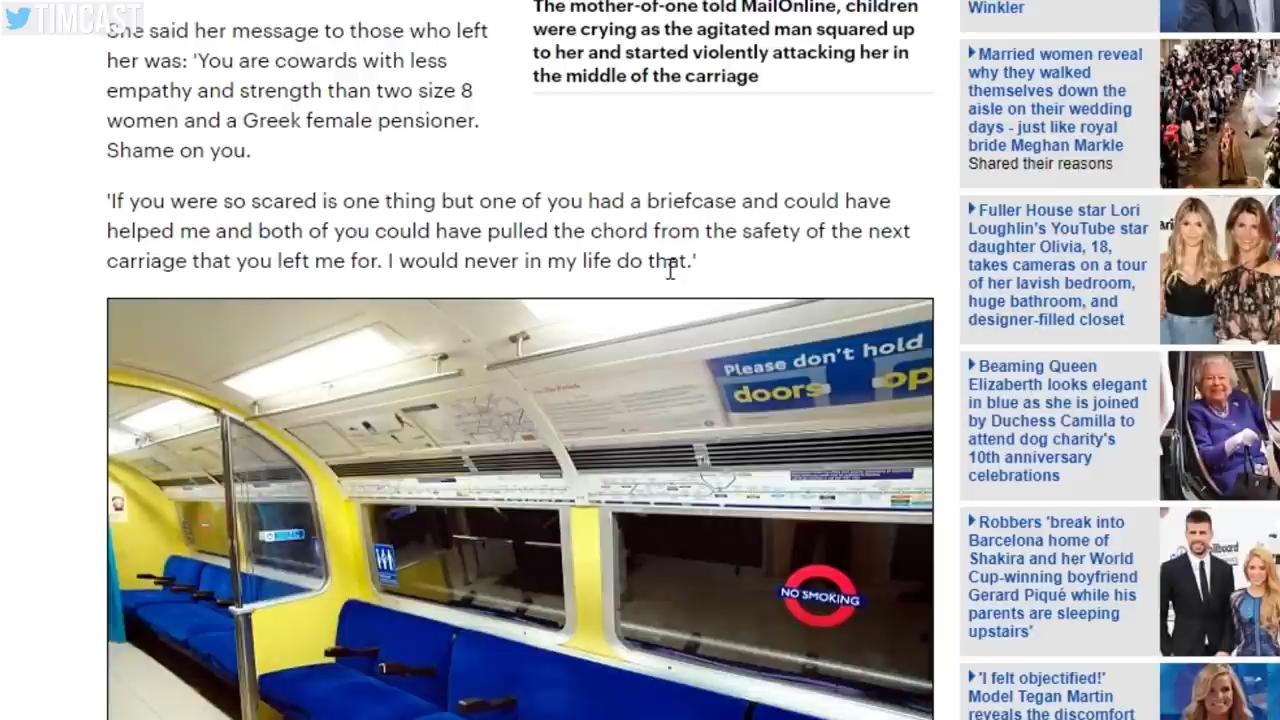 TIMCAST
She said her message to those who left
her was: 'You are cowards with less
empathy and strength than two size 8
women and a Greek female pensioner.
Shame on you.
The mother-of-one told MailOnline, children
were crying as the agitated man squared up
to her and started violently attacking her in
the middle of the carriage
'If you were so scared is one thing but one of you had a briefcase and could have
helped me and both of you could have pulled the chord from the safety of the next
carriage that you left me for. I would never in my life do that.'
Please don't hold
doors op
NO SMOKING
Winkler
Married women reveal
why they walked
themselves down the
aisle on their wedding
days - just like royal
bride Meghan Markle
Shared their reasons
Fuller House star Lori
Loughlin's YouTube star
daughter Olivia, 18,
takes cameras on a tour
of her lavish bedroom,
huge bathroom, and
designer-filled closet
Beaming Queen
Elizaberth looks elegant
in blue as she is joined
by Duchess Camilla to
attend dog charity's
10th anniversary
celebrations
Robbers 'break into
Barcelona home of
Shakira and her World
Cup-winning boyfriend
Gerard Piqué while his
parents are sleeping
upstairs'
'I felt objectified!'
Model Tegan Martin
reveals the discomfort